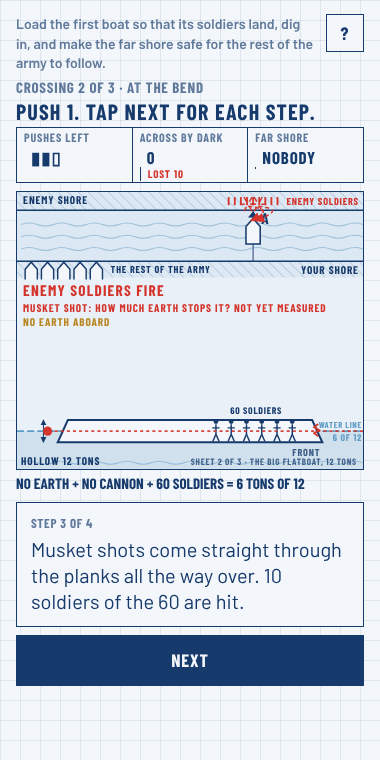 Load the first boat so that its soldiers land, dig
in, and make the far shore safe for the rest of the
army to follow.
?
CROSSING 2 OF 3 · AT THE BEND
PUSH 1. TAP NEXT FOR EACH STEP.
PUSHES LEFT
ACROSS BY DARK
0
LOST 10
FAR SHORE
NOBODY
ENEMY SHORE
ENEMY SOLDIERS
THE REST OF THE ARMY
YOUR SHORE
ENEMY SOLDIERS FIRE
MUSKET SHOT: HOW MUCH EARTH STOPS IT? NOT YET MEASURED
NO EARTH ABOARD
60 SOLDIERS
WATER LINE
6 OF 12
FRONT
HOLLOW 12 TONS
SHEET 2 OF 3 · THE BIG FLATBOAT, 12 TONS
NO EARTH + NO CANNON + 60 SOLDIERS = 6 TONS OF 12
STEP 3 OF 4
Musket shots come straight through
the planks all the way over. 10
soldiers of the 60 are hit.
NEXT